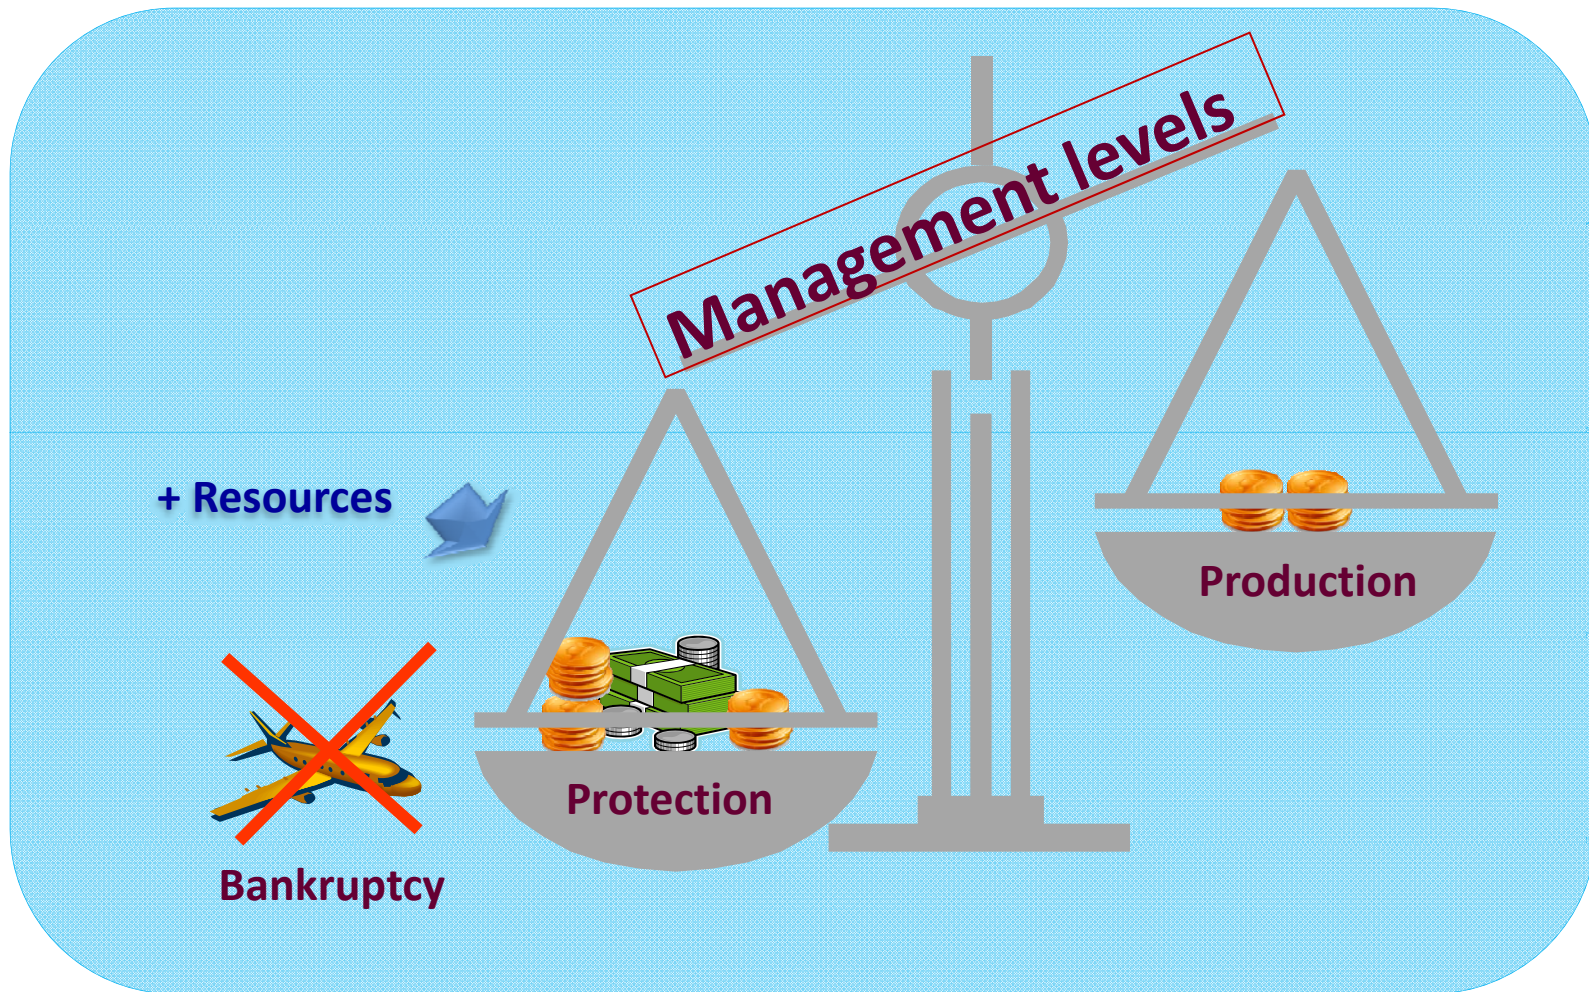 Management levels
+ Resources
Production
Protection
Bankruptcy